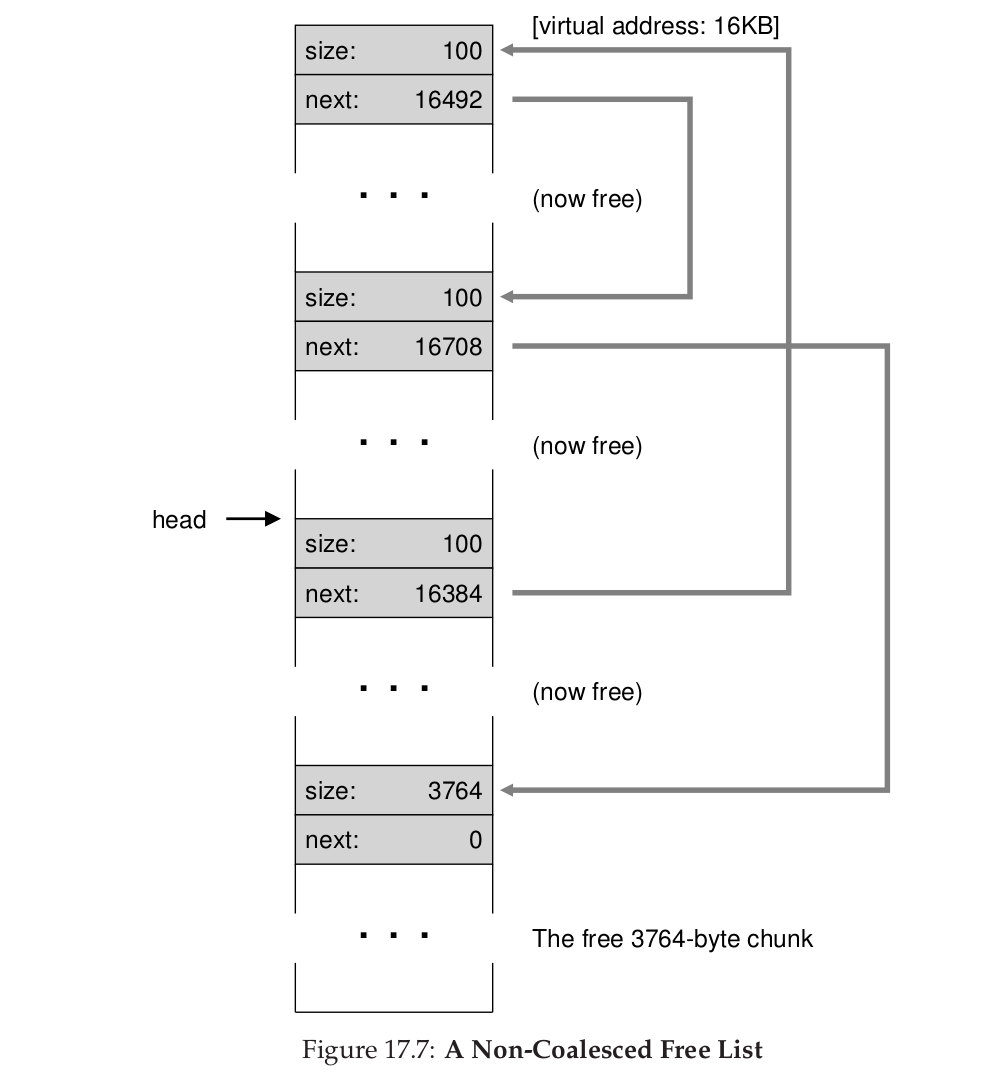 [virtual address: 16KB]
size: 100
next: 16492
. . .
(now free)
size: 100
next: 16708
. . .
(now free)
head
size: 100
next: 16384
. . .
(now free)
size: 3764
next: 0
. . .
The free 3764-byte chunk
Figure 17.7: A Non-Coalesced Free List